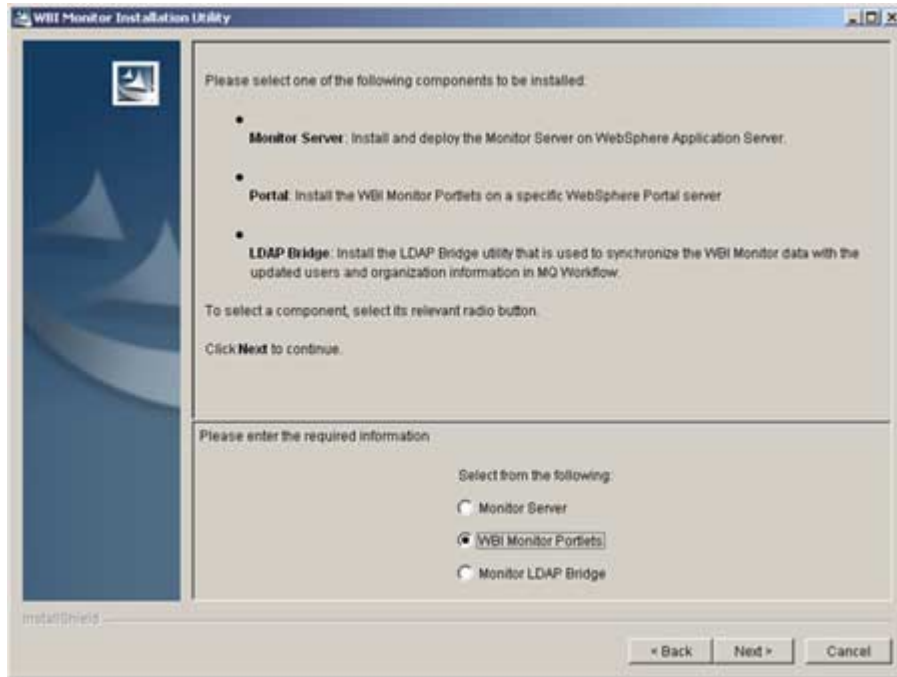 WBI Monitor Installation Utility
Please select one of the following components to be installed:
Monitor Server: Install and deploy the Monitor Server on WebSphere Application Server.
Portal: Install the WBI Monitor Portlets on a specific WebSphere Portal server
LDAP Bridge: Install the LDAP Bridge utility that is used to synchronize the WBI Monitor data with the
updated users and organization information in MQ Workflow.
To select a component, select its relevant radio button.
Click Next to continue.
Please enter the required information
Select from the following:
Monitor Server
WBI Monitor Portlets
Monitor LDAP Bridge
InstallShield
< Back
Next >
Cancel